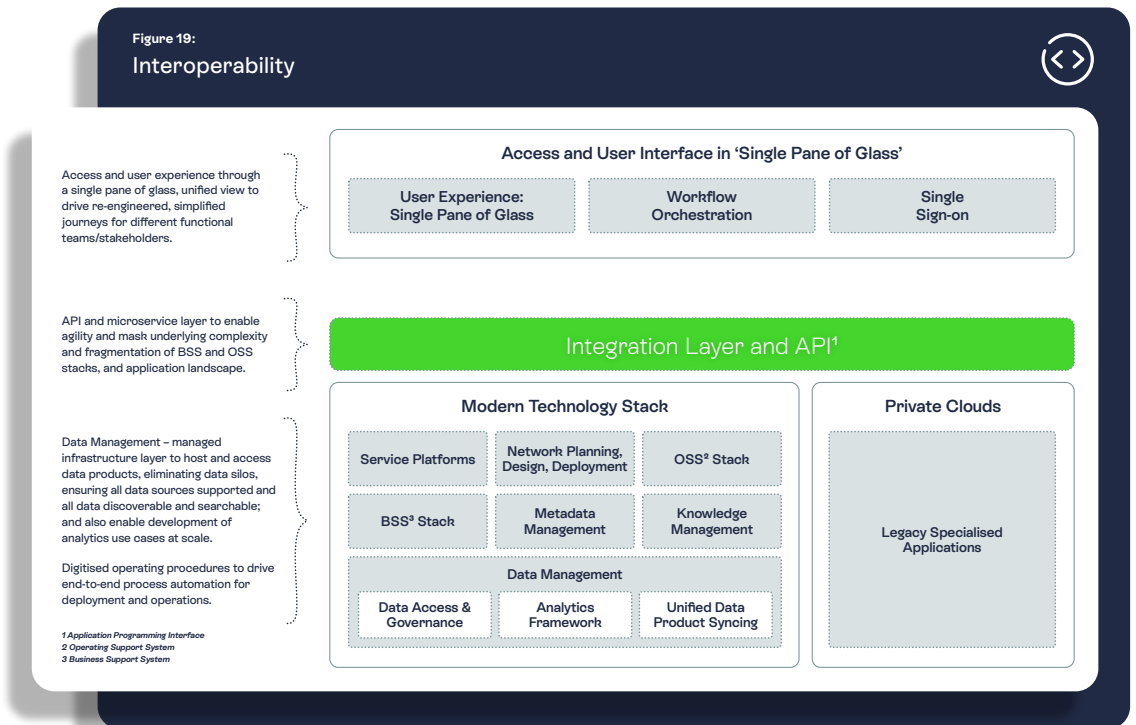 Figure 19:
Interoperability
Access and user experience through
a single pane of glass, unified view to
drive re-engineered, simplified
journeys for different functional
teams/stakeholders.
Access and User Interface in ‘Single Pane of Glass’
User Experience:
Single Pane of Glass
Workflow
Orchestration
Single
Sign-on
API and microservice layer to enable
agility and mask underlying complexity
and fragmentation of BSS and OSS
stacks, and application landscape.
Integration Layer and API¹
Data Management – managed
infrastructure layer to host and access
data products, eliminating data silos,
ensuring all data sources supported and
all data discoverable and searchable;
and also enable development of
analytics use cases at scale.
Digitised operating procedures to drive
end-to-end process automation for
deployment and operations.
Modern Technology Stack
Service Platforms
Network Planning,
Design, Deployment
OSS² Stack
BSS³ Stack
Metadata
Management
Knowledge
Management
Data Management
Data Access &
Governance
Analytics
Framework
Unified Data
Product Syncing
Private Clouds
Legacy Specialised
Applications
1 Application Programming Interface
2 Operating Support System
3 Business Support System